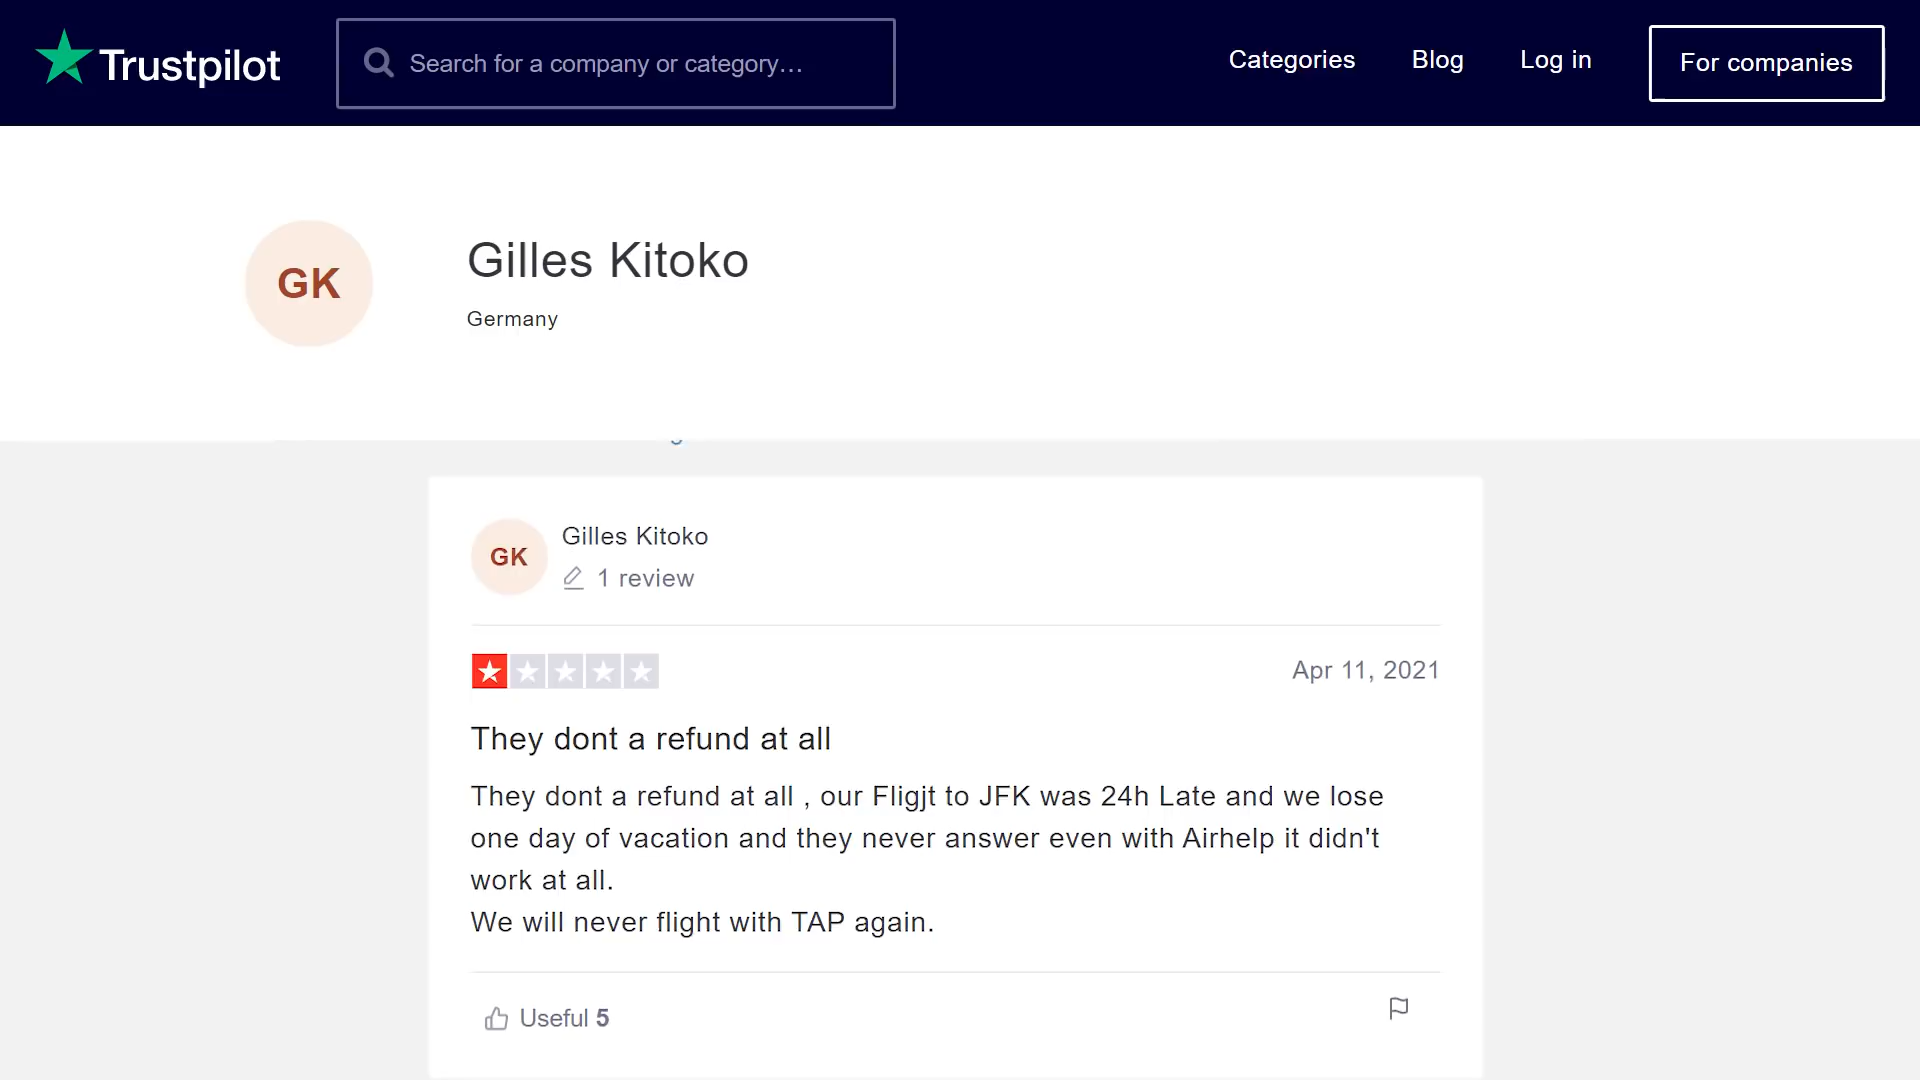 Trustpilot
Search for a company or category...
Categories
Blog
Log in
For companies
GK
Gilles Kitoko
Germany
GK
Gilles Kitoko
1 review
Apr 11, 2021
They dont a refund at all
They dont a refund at all , our Fligjt to JFK was 24h Late and we lose
one day of vacation and they never answer even with Airhelp it didn't
work at all.
We will never flight with TAP again.
Useful 5